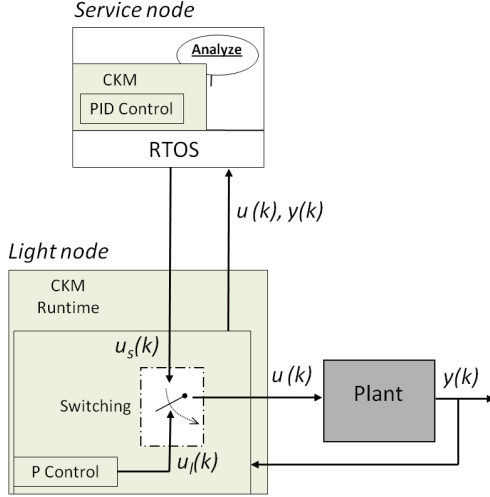 Service node
Analyze
CKM
PID Control
RTOS
u (k), y(k)
Light node
CKM
Runtime
us(k)
u (k)
y(k)
Plant
Switching
ul(k)
P Control